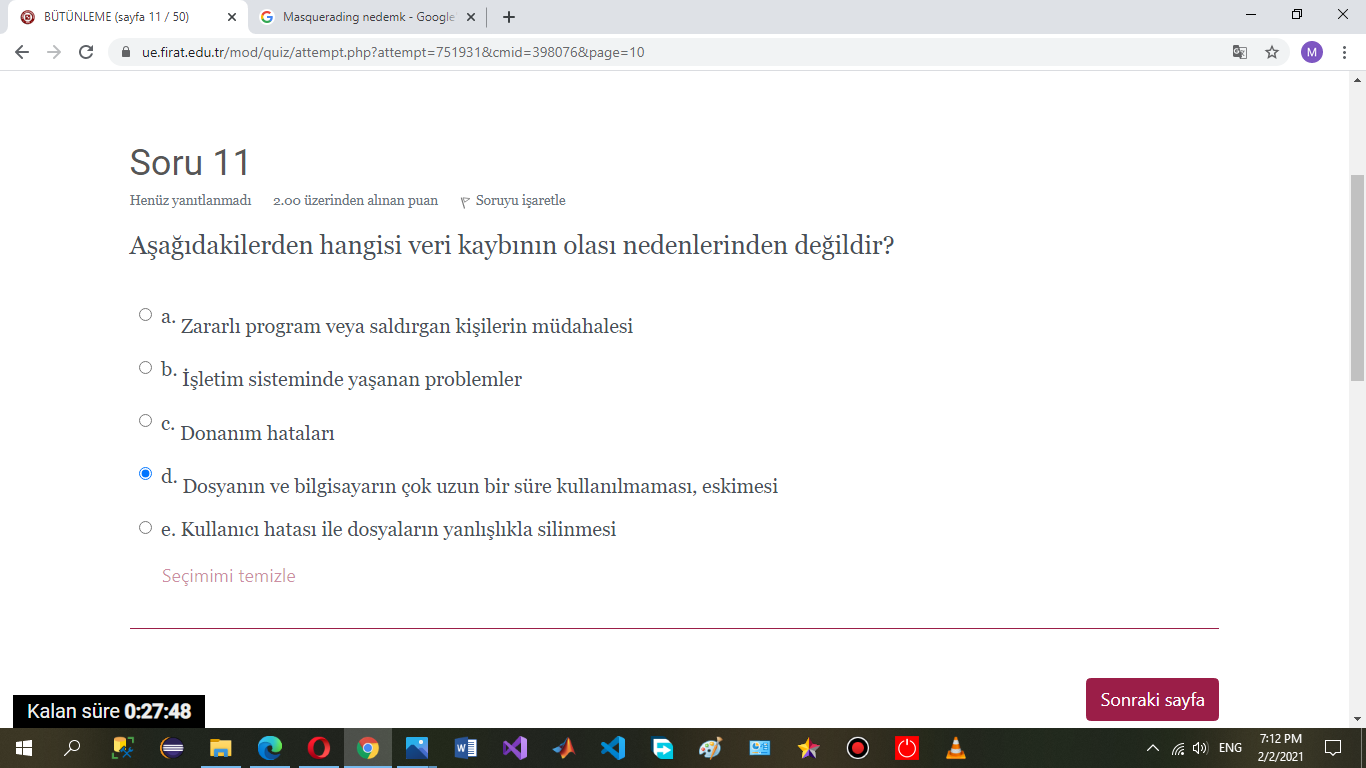 BÜTÜNLEME (sayfa 11 / 50)
Masquerading nedemk - Google'
ue.firat.edu.tr/mod/quiz/attempt.php?attempt=751931&cmid=398076&page=10
M
Soru 11
Henüz yanıtlanmadı 2.00 üzerinden alınan puan Soruyu işaretle
Aşağıdakilerden hangisi veri kaybının olası nedenlerinden değildir?
a. Zararlı program veya saldırgan kişilerin müdahalesi
b. İşletim sisteminde yaşanan problemler
c. Donanım hataları
d. Dosyanın ve bilgisayarın çok uzun bir süre kullanılmaması, eskimesi
e. Kullanıcı hatası ile dosyaların yanlışlıkla silinmesi
Seçimimi temizle
Sonraki sayfa
Kalan süre 0:27:48
ENG
7:12 PM
2/2/2021